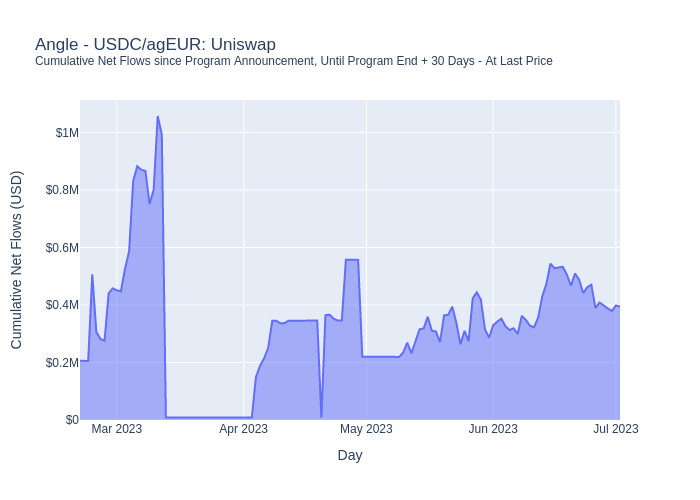 Angle - USDC/agEUR: Uniswap
Cumulative Net Flows since Program Announcement, Until Program End + 30 Days - At Last Price
Cumulative Net Flows (USD)
$1M
$0.8M
$0.6M
$0.4M
$0.2M
$0
Mar 2023 Apr 2023 May 2023 Jun 2023 Jul 2023
Day